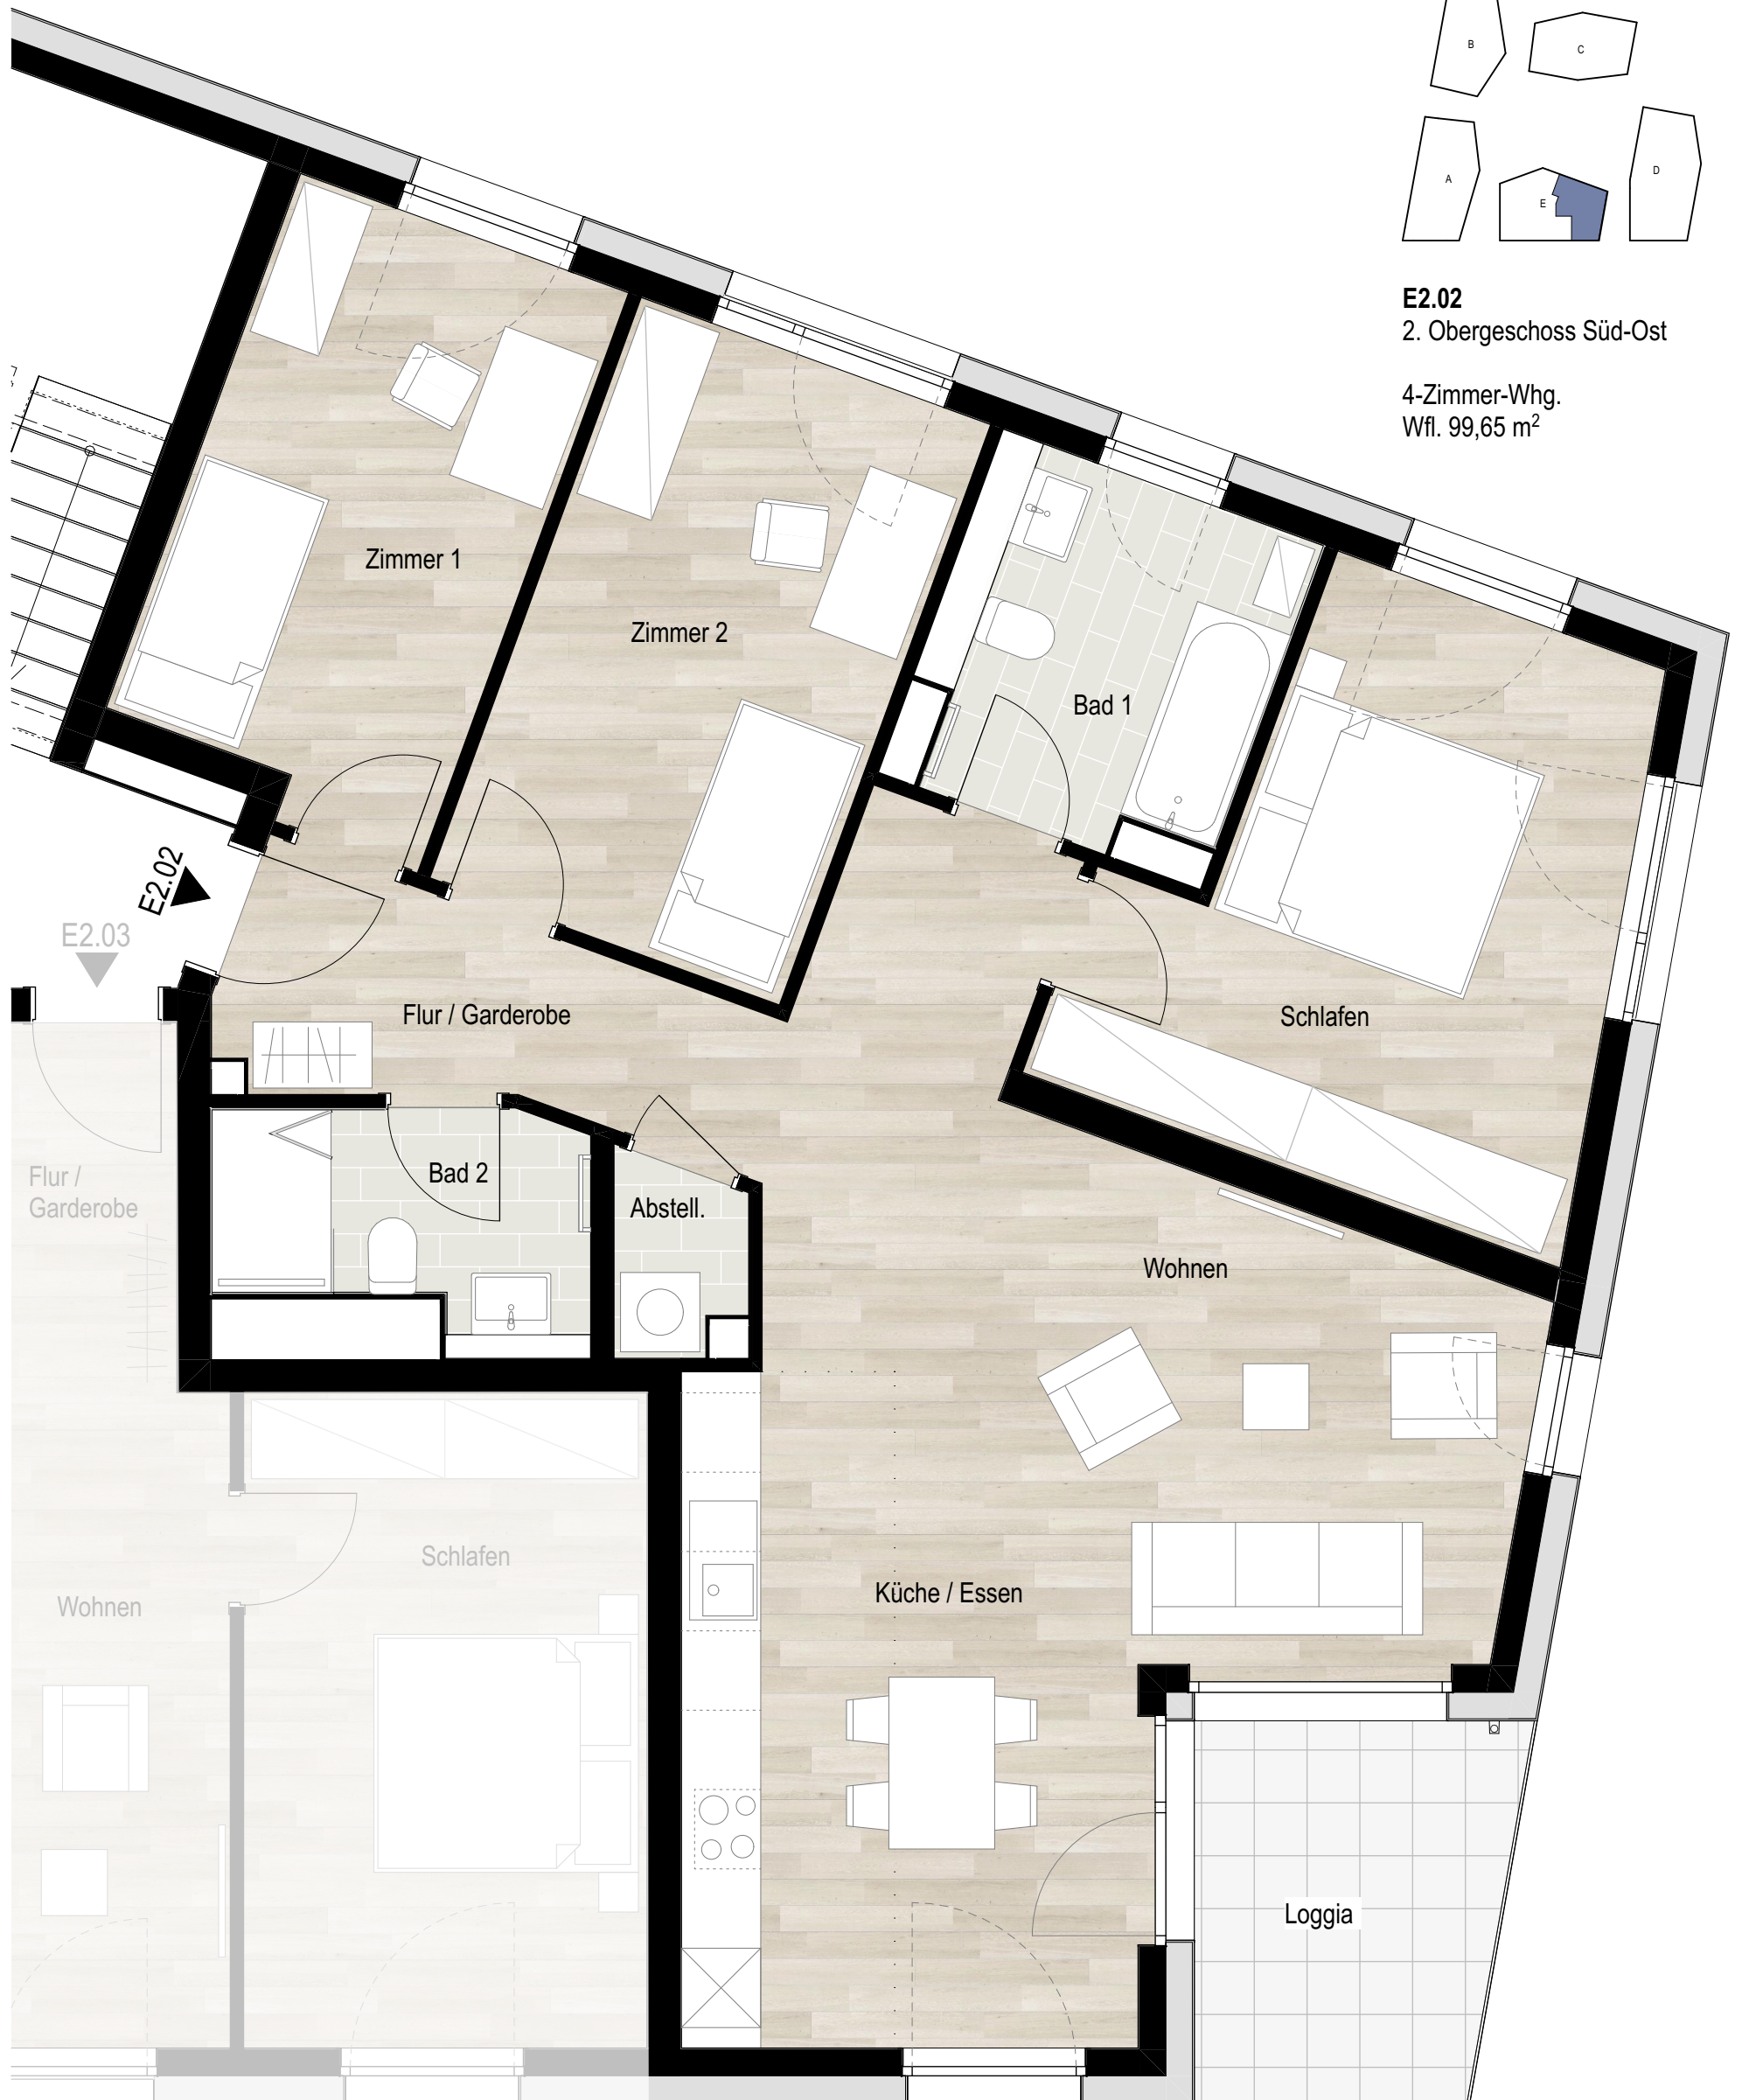 B
C
A
D
E
E2.02
2. Obergeschoss Süd-Ost
4-Zimmer-Whg.
Wfl. 99,65 m²
Zimmer 1
Zimmer 2
Bad 1
E2.02
E2.03
Flur / Garderobe
Schlafen
Flur /
Garderobe
Bad 2
Abstell.
Wohnen
Schlafen
Wohnen
Küche / Essen
Loggia